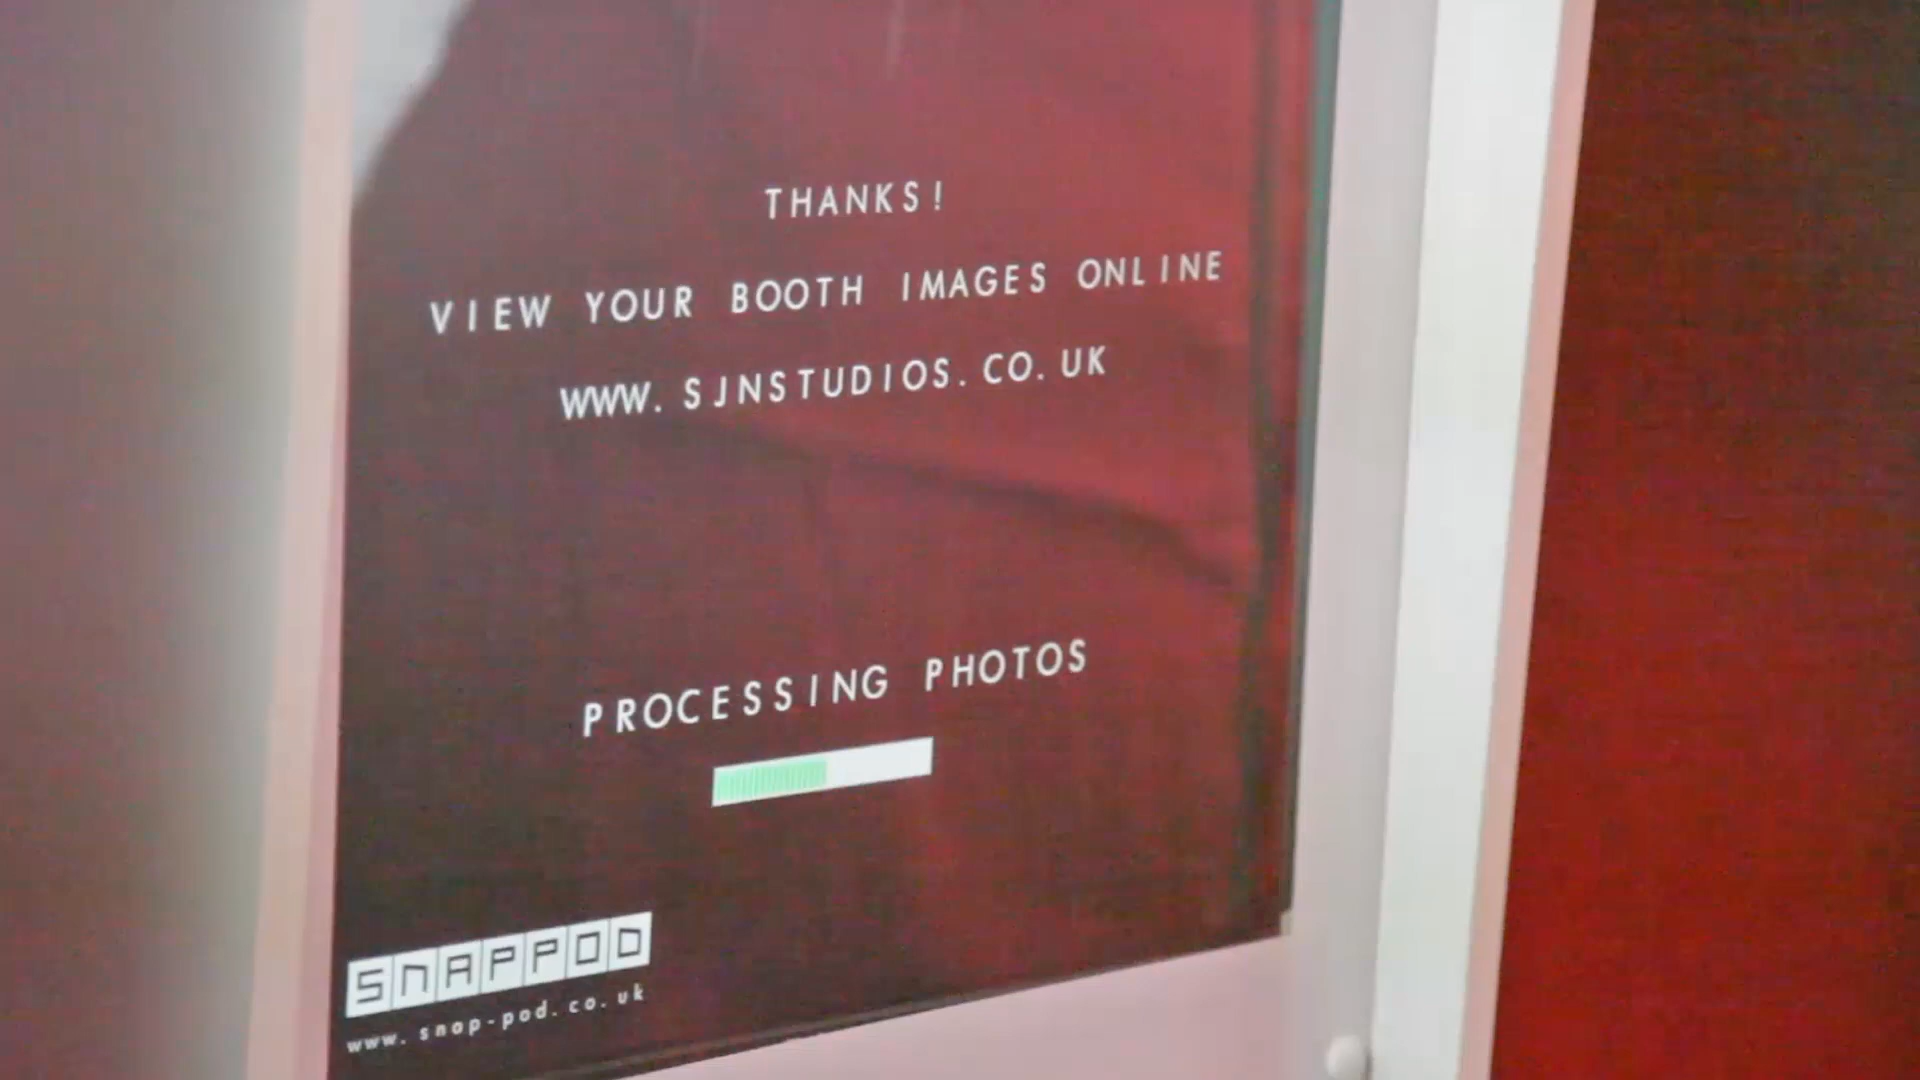 THANKS!
VIEW YOUR BOOTH IMAGES ONLINE
WWW.SJNSTUDIOS.CO.UK
PROCESSING PHOTOS
SNAPPOD
www.snap-pod.co.uk